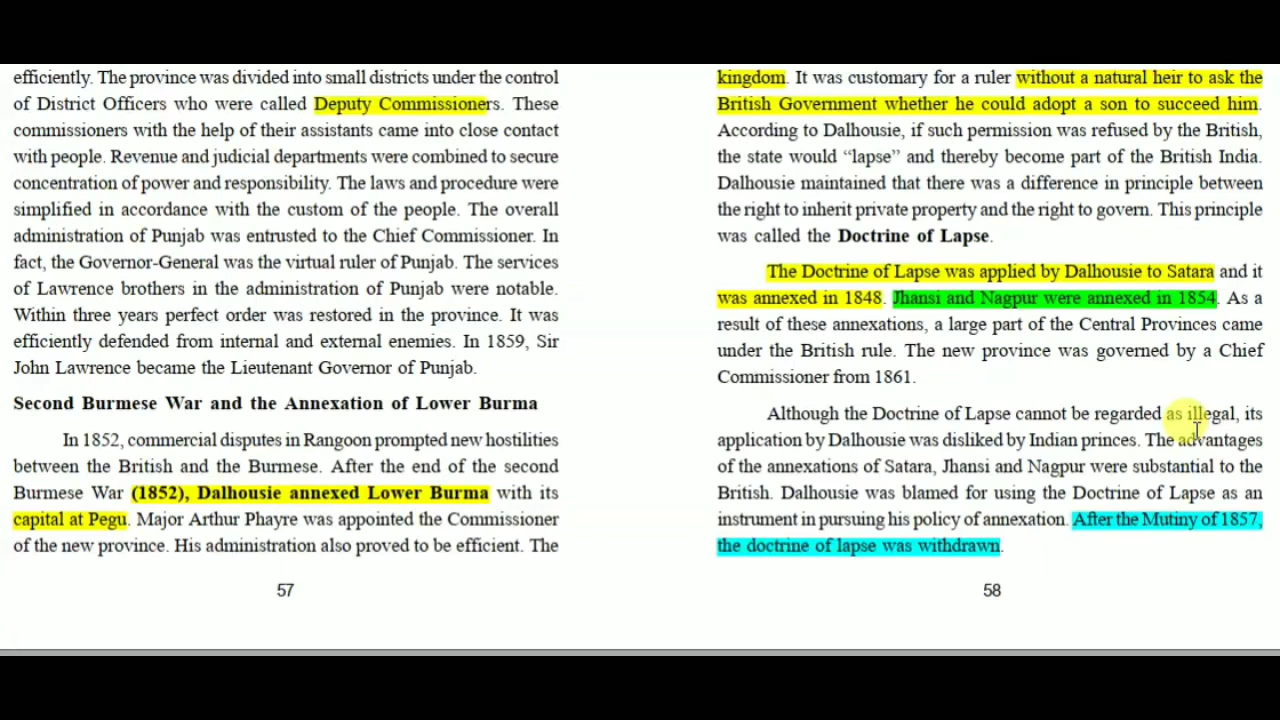 efficiently. The province was divided into small districts under the control
of District Officers who were called Deputy Commissioners. These
commissioners with the help of their assistants came into close contact
with people. Revenue and judicial departments were combined to secure
concentration of power and responsibility. The laws and procedure were
simplified in accordance with the custom of the people. The overall
administration of Punjab was entrusted to the Chief Commissioner. In
fact, the Governor-General was the virtual ruler of Punjab. The services
of Lawrence brothers in the administration of Punjab were notable.
Within three years perfect order was restored in the province. It was
efficiently defended from internal and external enemies. In 1859, Sir
John Lawrence became the Lieutenant Governor of Punjab.
Second Burmese War and the Annexation of Lower Burma
In 1852, commercial disputes in Rangoon prompted new hostilities
between the British and the Burmese. After the end of the second
Burmese War (1852), Dalhousie annexed Lower Burma with its
capital at Pegu. Major Arthur Phayre was appointed the Commissioner
of the new province. His administration also proved to be efficient. The
57
kingdom. It was customary for a ruler without a natural heir to ask the
British Government whether he could adopt a son to succeed him.
According to Dalhousie, if such permission was refused by the British,
the state would “lapse” and thereby become part of the British India.
Dalhousie maintained that there was a difference in principle between
the right to inherit private property and the right to govern. This principle
was called the Doctrine of Lapse.
The Doctrine of Lapse was applied by Dalhousie to Satara and it
was annexed in 1848. Jhansi and Nagpur were annexed in 1854. As a
result of these annexations, a large part of the Central Provinces came
under the British rule. The new province was governed by a Chief
Commissioner from 1861.
Although the Doctrine of Lapse cannot be regarded as illegal, its
application by Dalhousie was disliked by Indian princes. The advantages
of the annexations of Satara, Jhansi and Nagpur were substantial to the
British. Dalhousie was blamed for using the Doctrine of Lapse as an
instrument in pursuing his policy of annexation. After the Mutiny of 1857,
the doctrine of lapse was withdrawn.
58